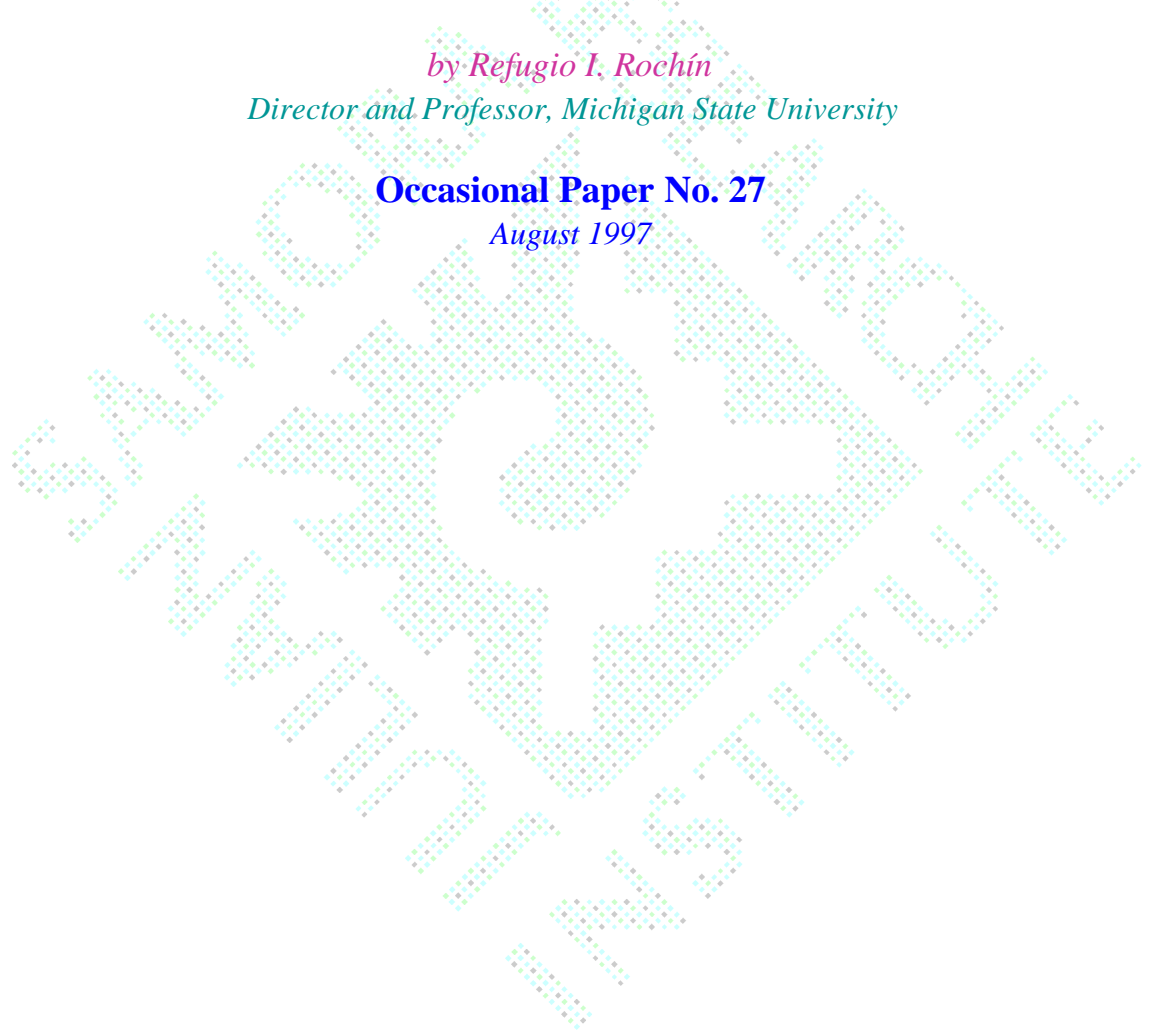 by Refugio I. Rochín
Director and Professor, Michigan State University
Occasional Paper No. 27
August 1997
JULIAN
SAMORA
INSTITUTE